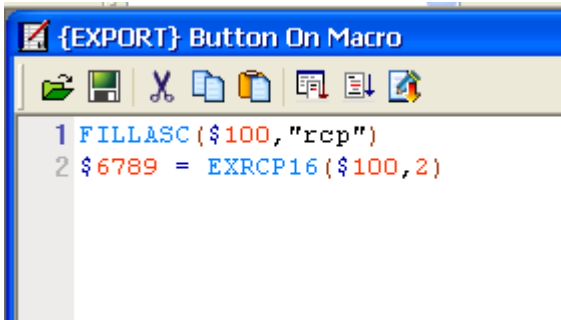 {EXPORT} Button On Macro
1 FILLASC($100,"rcp")
2 $6789 = EXRCP16($100,2)